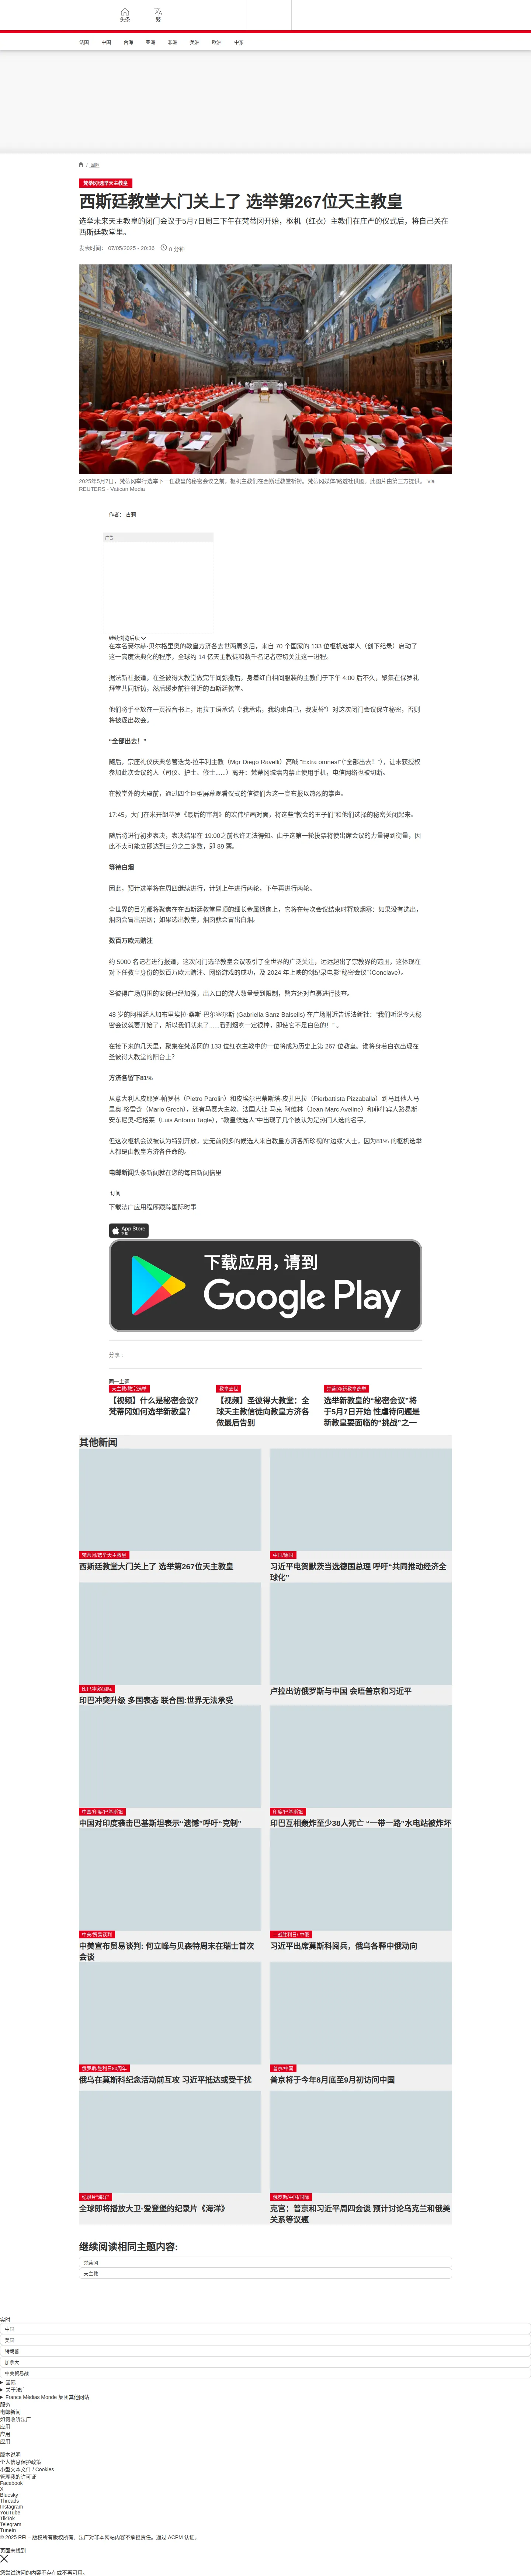 头条
繁
法国
中国
台海
亚洲
非洲
美洲
欧洲
中东
/ 国际
梵蒂冈/选举天主教皇
西斯廷教堂大门关上了 选举第267位天主教皇
选举未来天主教皇的闭门会议于5月7日周三下午在梵蒂冈开始，枢机（红衣）主教们在庄严的仪式后，将自己关在
西斯廷教堂里。
发表时间： 07/05/2025 - 20:36
6 分钟
2025年5月7日，梵蒂冈举行选举下一任教皇的秘密会议之前，枢机主教们在西斯廷教堂祈祷。梵蒂冈媒体/路透社供图。此图片由第三方提供。 via
REUTERS - Vatican Media
作者： 古莉
广告
继续浏览后续
在本名豪尔赫·贝尔格里奥的教皇方济各去世两周多后，来自 70 个国家的 133 位枢机选举人（创下纪录）启动了
这一高度法典化的程序，全球约 14 亿天主教徒和数千名记者密切关注这一进程。
据法新社报道，在圣彼得大教堂做完午间弥撒后，身着红白相间服装的主教们于下午 4:00 后不久，聚集在保罗礼
拜堂共同祈祷，然后缓步前往邻近的西斯廷教堂。
他们将手平放在一页福音书上，用拉丁语承诺（“我承诺，我约束自己，我发誓”）对这次闭门会议保守秘密，否则
将被逐出教会。
“全部出去！”
随后，宗座礼仪庆典总管迭戈-拉韦利主教（Mgr Diego Ravelli）高喊 “Extra omnes!”（“全部出去！”），让未获授权
参加此次会议的人（司仪、护士、修士......）离开：梵蒂冈城墙内禁止使用手机，电信网络也被切断。
在教堂外的大殿前，通过四个巨型屏幕观看仪式的信徒们为这一宣布报以热烈的掌声。
17:45，大门在米开朗基罗《最后的审判》的宏伟壁画对面，将这些“教会的王子们”和他们选择的秘密关闭起来。
随后将进行初步表决，表决结果在 19:00之前也许无法得知。由于这第一轮投票将使出席会议的力量得到衡量，因
此不太可能立即达到三分之二多数，即 89 票。
等待白烟
因此，预计选举将在周四继续进行，计划上午进行两轮，下午再进行两轮。
全世界的目光都将聚焦在在西斯廷教堂屋顶的细长金属烟囱上，它将在每次会议结束时释放烟雾：如果没有选出，
烟囱会冒出黑烟；如果选出教皇，烟囱就会冒出白烟。
数百万欧元赌注
约 5000 名记者进行报道，这次闭门选举教皇会议吸引了全世界的广泛关注，远远超出了宗教界的范围，这体现在
对下任教皇身份的数百万欧元赌注、网络游戏的成功，及 2024 年上映的创纪录电影“秘密会议”（Conclave）。
圣彼得广场周围的安保已经加强，出入口的游人数量受到限制，警方还对包裹进行搜查。
48 岁的阿根廷人加布里埃拉·桑斯·巴尔塞尔斯 (Gabriella Sanz Balsells) 在广场附近告诉法新社：“我们听说今天秘
密会议就要开始了，所以我们就来了......看到烟雾一定很棒，即使它不是白色的！” 。
在接下来的几天里，聚集在梵蒂冈的 133 位红衣主教中的一位将成为历史上第 267 位教皇。谁将身着白衣出现在
圣彼得大教堂的阳台上？
方济各留下81%
从意大利人皮耶罗-帕罗林（Pietro Parolin）和皮埃尔巴蒂斯塔-皮扎巴拉（Pierbattista Pizzaballa）到马耳他人马
里奥-格雷奇（Mario Grech），还有马赛大主教、法国人让-马克-阿维林（Jean-Marc Aveline）和菲律宾人路易斯-
安东尼奥-塔格莱（Luis Antonio Tagle），“教皇候选人”中出现了几个被认为是热门人选的名字。
但这次枢机会议被认为特别开放，史无前例多的候选人来自教皇方济各所珍视的“边缘”人士，因为81% 的枢机选举
人都是由教皇方济各任命的。
电邮新闻头条新闻就在您的每日新闻信里
订阅
下载法广应用程序跟踪国际时事
App Store
下载
下载应用，请到
Google Play
分享 :
同一主题
天主教/教宗选举
【视频】什么是秘密会议？
梵蒂冈如何选举新教皇？
教皇去世
【视频】圣彼得大教堂：全
球天主教信徒向教皇方济各
做最后告别
梵蒂冈/新教皇选举
选举新教皇的“秘密会议”将
于5月7日开始 性虐待问题是
新教皇要面临的“挑战”之一
其他新闻
梵蒂冈/选举天主教皇
西斯廷教堂大门关上了 选举第267位天主教皇
中国/德国
习近平电贺默茨当选德国总理 呼吁“共同推动经济全
球化”
印巴冲突/国际
印巴冲突升级 多国表态 联合国:世界无法承受
卢拉出访俄罗斯与中国 会晤普京和习近平
中国/印度/巴基斯坦
中国对印度袭击巴基斯坦表示“遗憾”呼吁“克制”
印度/巴基斯坦
印巴互相轰炸至少38人死亡 “一带一路”水电站被炸坏
中美/贸易谈判
中美宣布贸易谈判: 何立峰与贝森特周末在瑞士首次
会谈
二战胜利日/ 中俄
习近平出席莫斯科阅兵，俄乌各释中俄动向
俄罗斯/胜利日80周年
俄乌在莫斯科纪念活动前互攻 习近平抵达或受干扰
普京/中国
普京将于今年8月底至9月初访问中国
纪录片“海洋”
全球即将播放大卫·爱登堡的纪录片《海洋》
俄罗斯/中国/国际
克宫：普京和习近平周四会谈 预计讨论乌克兰和俄美
关系等议题
继续阅读相同主题内容:
梵蒂冈
天主教
实时
中国
美国
特朗普
加拿大
中美贸易战
国际
关于法广
France Médias Monde 集团其他网站
服务
电邮新闻
如何收听法广
应用
应用
应用
版本说明
个人信息保护政策
小型文本文件 / Cookies
管理我的许可证
Facebook
X
Bluesky
Threads
Instagram
YouTube
TikTok
Telegram
TuneIn
© 2025 RFI – 版权所有版权所有。法广对非本网站内容不承担责任。通过 ACPM 认证。
页面未找到
您尝试访问的内容不存在或不再可用。